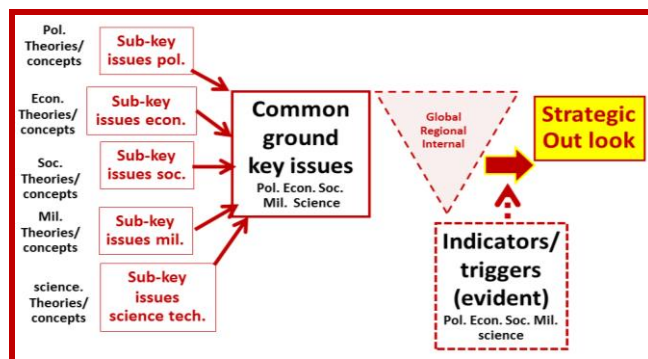 Pol.
Theories/
concepts
Sub-key
issues pol.
Econ.
Theories/
concepts
Sub-key
issues econ.
Soc.
Theories/
concepts
Sub-key
issues soc.
Mil.
Theories/
concepts
Sub-key
issues mil.
science.
Theories/
concepts
Sub-key
issues
science tech.
Common
ground
key issues
Pol. Econ. Soc.
Mil. Science
Global
Regional
Internal
Strategic
Out look
Indicators/
triggers
(evident)
Pol. Econ. Soc. Mil.
science